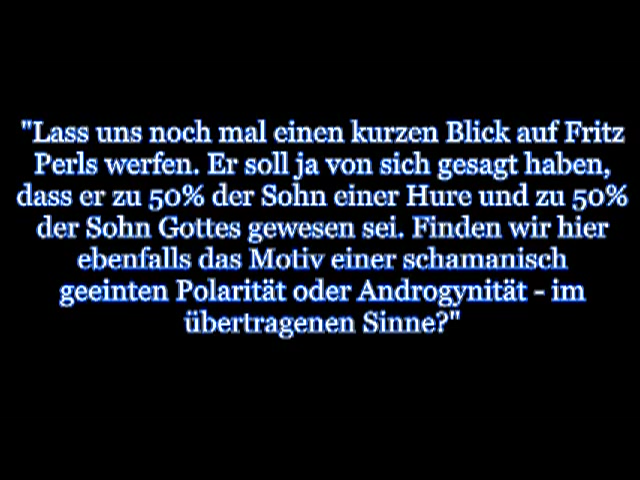 "Lass uns noch mal einen kurzen Blick auf Fritz
Perls werfen. Er soll ja von sich gesagt haben,
dass er zu 50% der Sohn einer Hure und zu 50%
der Sohn Gottes gewesen sei. Finden wir hier
ebenfalls das Motiv einer schamanisch
geeinten Polarität oder Androgynität - im
übertragenen Sinne?"